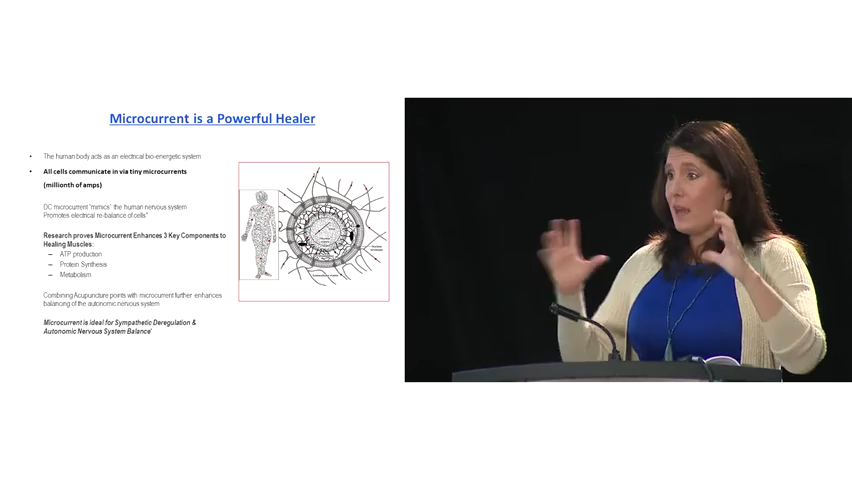 Microcurrent is a Powerful Healer
• The human body acts as an electrical bio-energetic system
• All cells communicate in via tiny microcurrents
(millionth of amps)
DC microcurrent "mimics' the human nervous system
Promotes electrical re-balance of cells"
Research proves Microcurrent Enhances 3 Key Components to
Healing Muscles:
– ATP production
– Protein Synthesis
– Metabolism
Combining Acupuncture points with microcurrent further enhances
balancing of the autonomic nervous system
Microcurrent is ideal for Sympathetic Deregulation &
Autonomic Nervous System Balance'